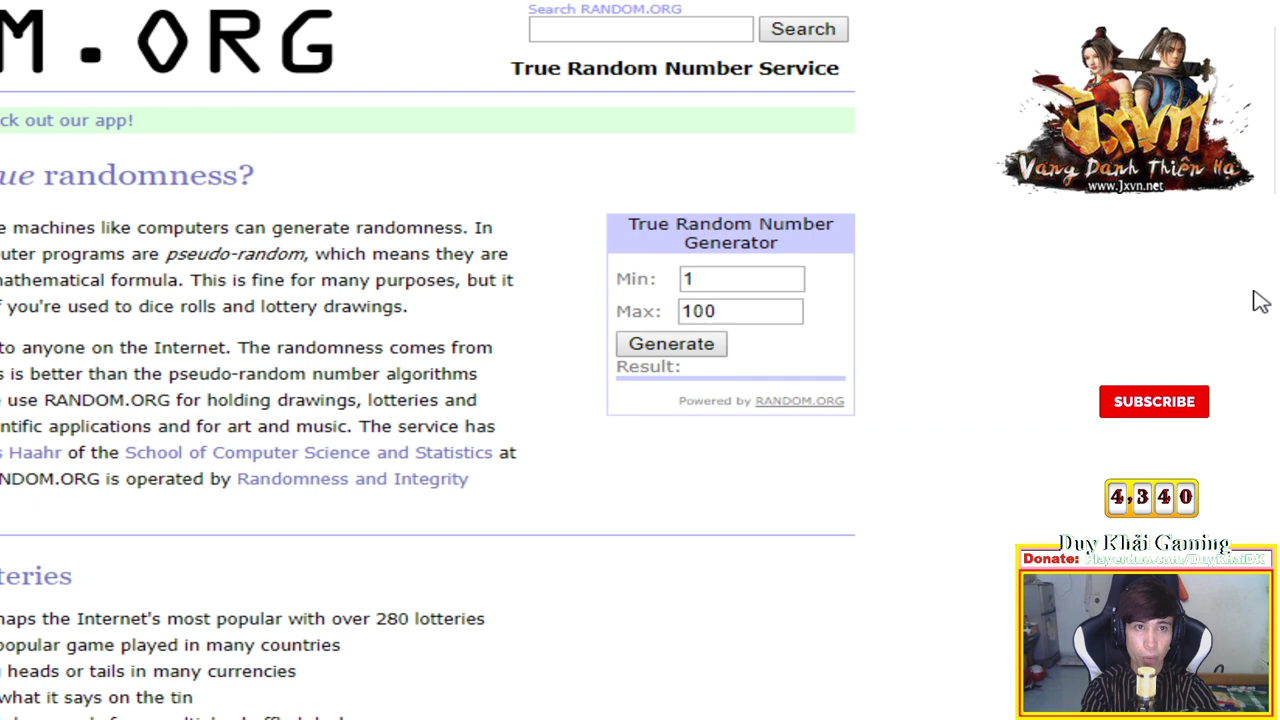 M.ORG
Search RANDOM.ORG
Search
True Random Number Service
ck out our app!
ue randomness?
e machines like computers can generate randomness. In
uter programs are pseudo-random, which means they are
nathematical formula. This is fine for many purposes, but it
f you're used to dice rolls and lottery drawings.
to anyone on the Internet. The randomness comes from
s is better than the pseudo-random number algorithms
e use RANDOM.ORG for holding drawings, lotteries and
ntific applications and for art and music. The service has
s Haahr of the School of Computer Science and Statistics at
NDOM.ORG is operated by Randomness and Integrity
True Random Number
Generator
Min: 1
Max: 100
Generate
Result:
Powered by RANDOM.ORG
teries
haps the Internet's most popular with over 280 lotteries
popular game played in many countries
heads or tails in many currencies
what it says on the tin
Jxvn
Vang Danh Thiên Hạ
www.Jxvn.net
SUBSCRIBE
4,340
Duy Khải Gaming
Donate: Playerduo.com/DuyKhaiDK